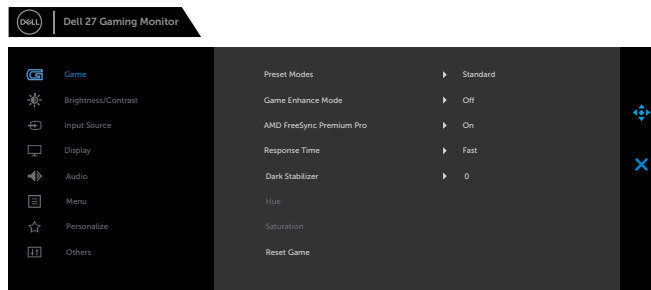 DELL Dell 27 Gaming Monitor
Game Preset Modes Standard
Brightness/Contrast Game Enhance Mode Off
Input Source AMD FreeSync Premium Pro On
Display Response Time Fast
Audio Dark Stabilizer 0
Menu Hue
Personalize Saturation
Others Reset Game